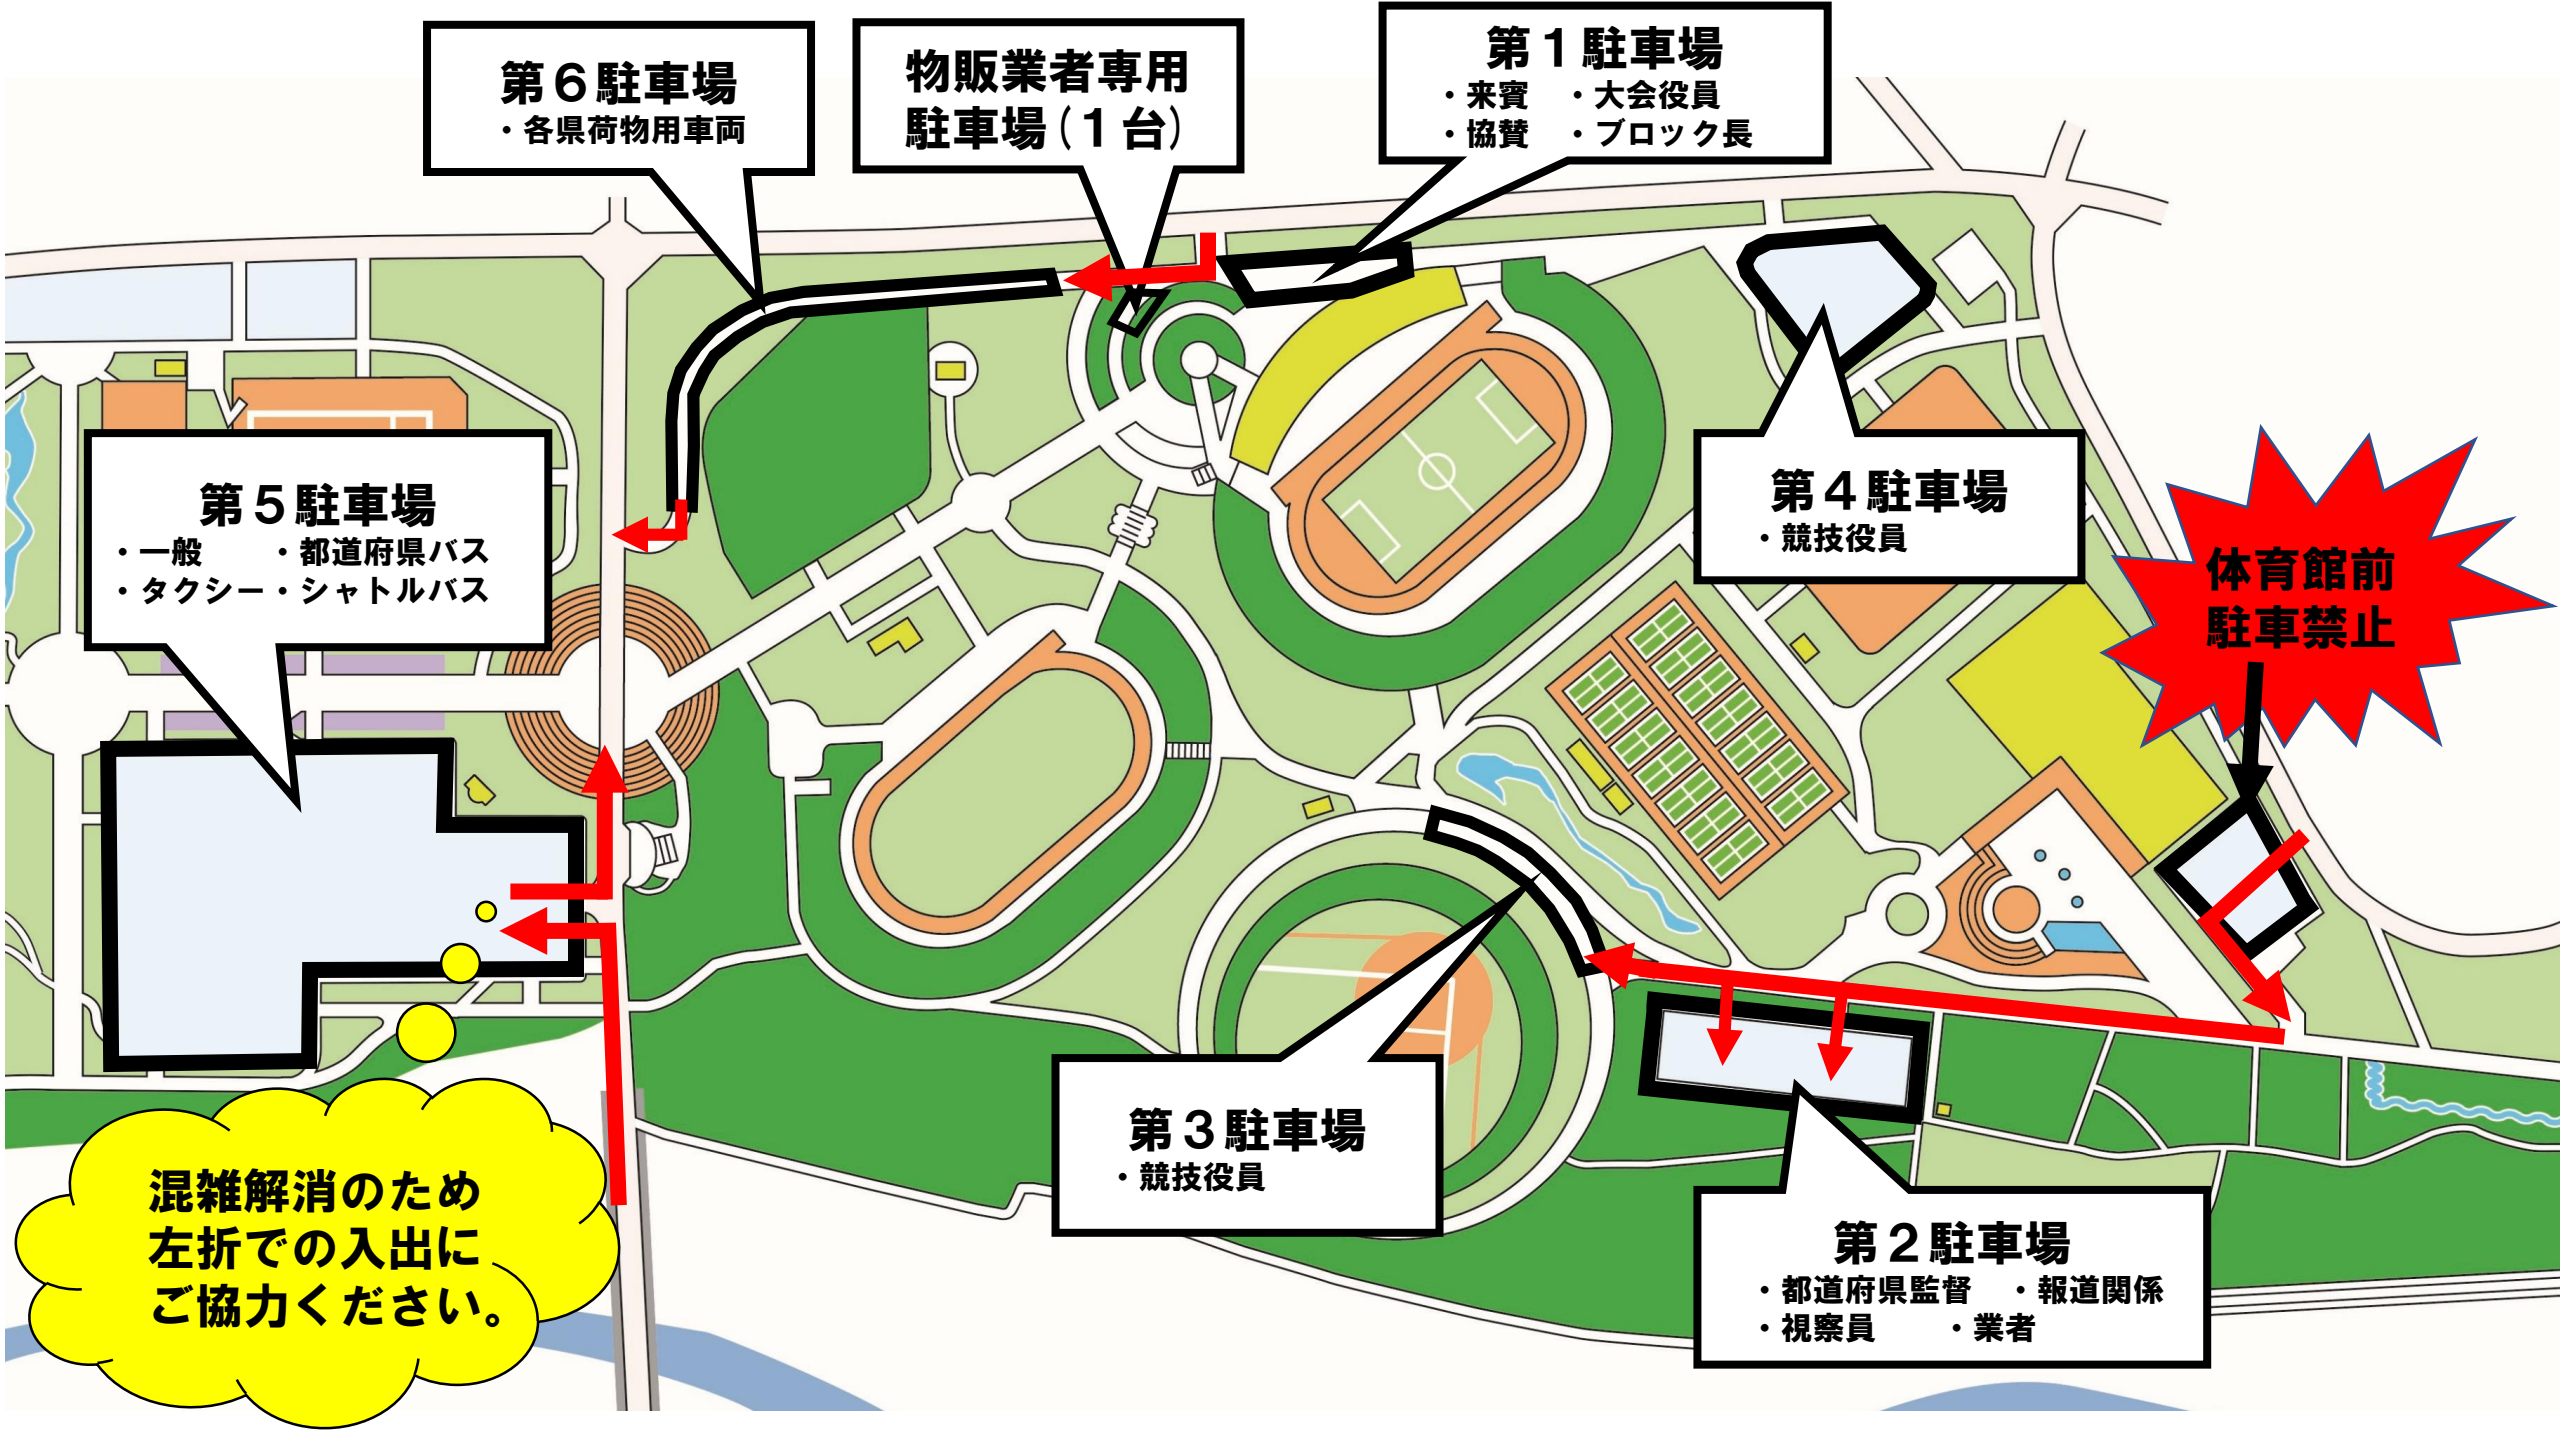 第6駐車場
・各県荷物用車両
物販業者専用
駐車場(1台)
第1駐車場
・来賓　・大会役員
・協賛　・ブロック長
第5駐車場
・一般　・都道府県バス
・タクシー・シャトルバス
第4駐車場
・競技役員
体育館前
駐車禁止
第3駐車場
・競技役員
第2駐車場
・都道府県監督　・報道関係
・視察員　・業者
混雑解消のため
左折での入出に
ご協力ください。